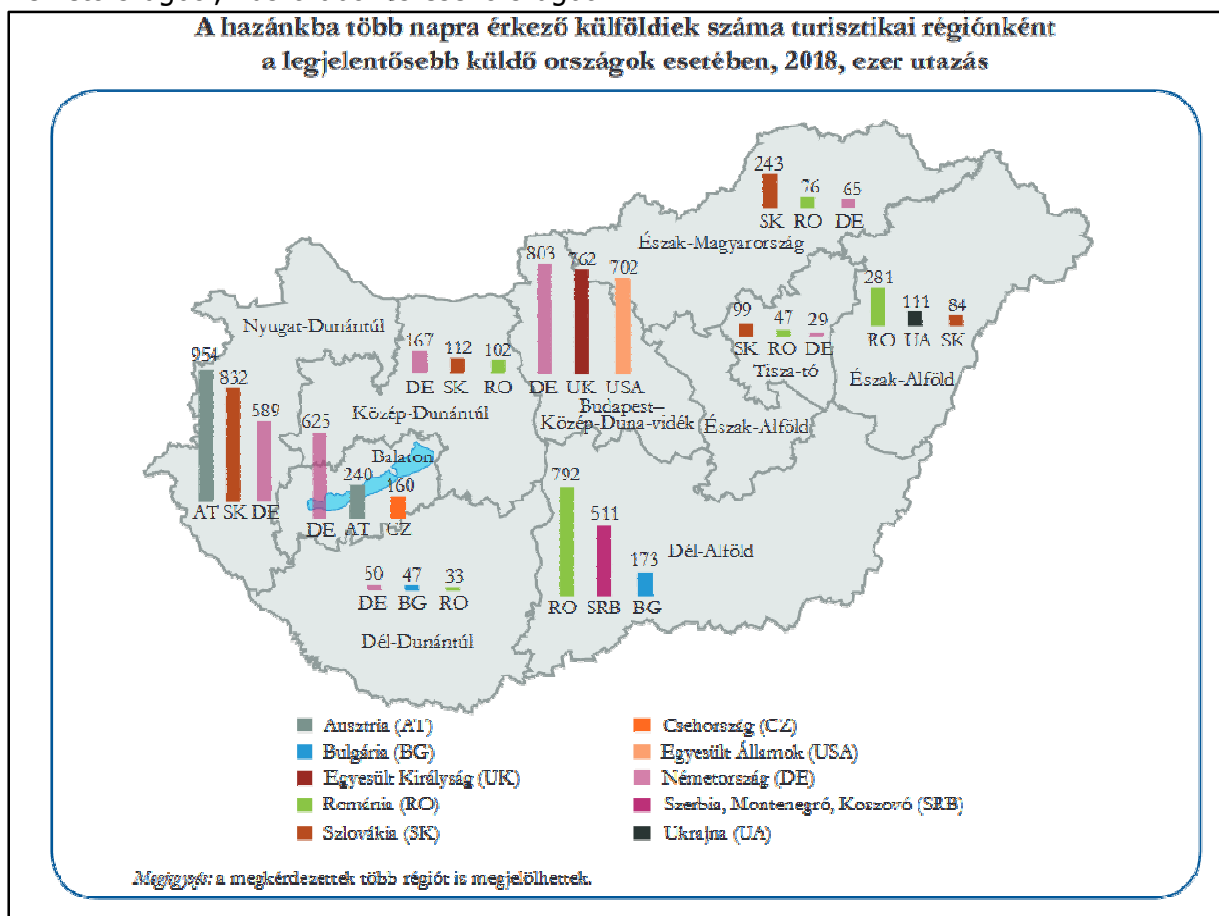 A hazánkba több napra érkező külföldiek száma turisztikai régiónként
a legjelentősebb küldő országok esetében, 2018, ezer utazás
243
76
65
SK RO DE
Észak-Magyarország
803
762
702
DE UK USA
Budapest–
Közép-Duna-vidék
281
111
84
RO UA SK
Észak-Alföld
99
47
29
SK RO DE
Tisza-tó
Észak-Alföld
Nyugat-Dunántúl
954
832
589
AT SK DE
167
112
102
DE SK RO
Közép-Dunántúl
625
Balaton
240
160
DE AT CZ
792
511
173
RO SRB BG
Dél-Alföld
50
47
33
DE BG RO
Dél-Dunántúl
Ausztria (AT)
Bulgária (BG)
Egyesült Királyság (UK)
Románia (RO)
Szlovákia (SK)
Csehország (CZ)
Egyesült Államok (USA)
Németország (DE)
Szerbia, Montenegró, Koszovó (SRB)
Ukrajna (UA)
a megkérdezettek több régiót is megjelölhettek.